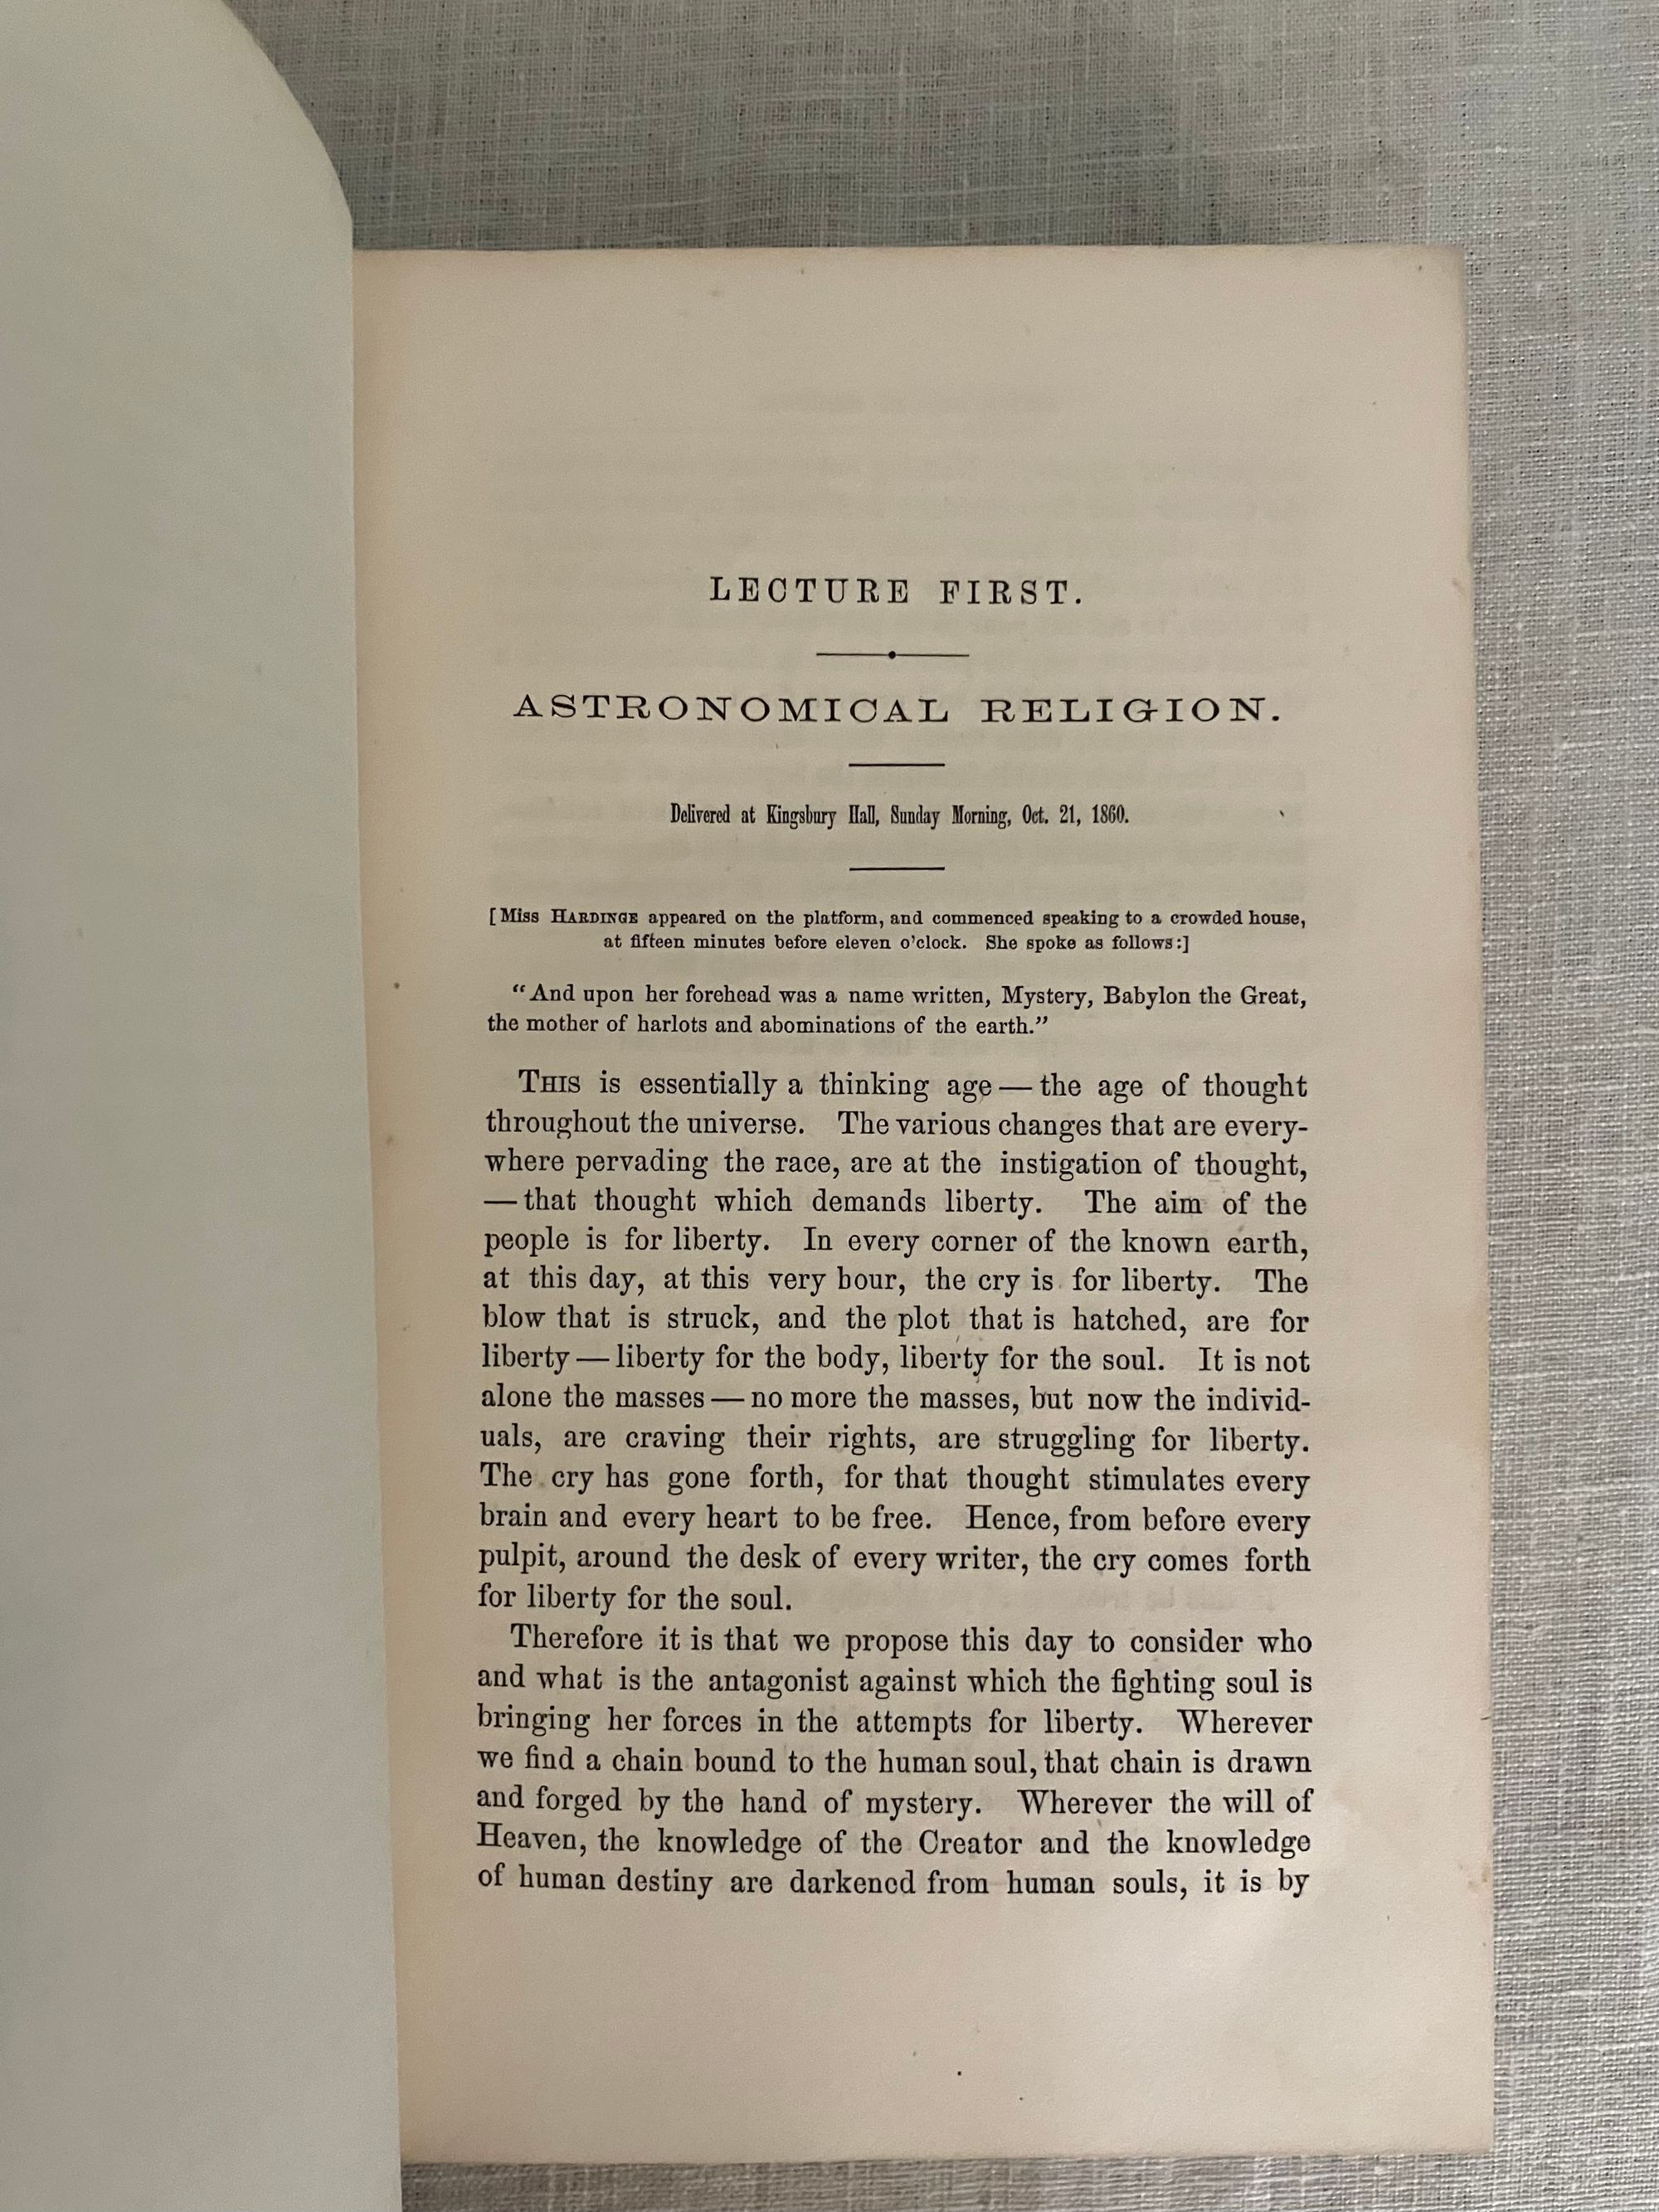 LECTURE FIRST.
ASTRONOMICAL RELIGION.
Delivered at Kingsbury Hall, Sunday Morning, Oct. 21, 1860.
[Miss HARDINGE appeared on the platform, and commenced speaking to a crowded house,
at fifteen minutes before eleven o'clock. She spoke as follows:]
“And upon her forehead was a name written, Mystery, Babylon the Great,
the mother of harlots and abominations of the earth.”
THIS is essentially a thinking age — the age of thought
throughout the universe. The various changes that are every-
where pervading the race, are at the instigation of thought,
— that thought which demands liberty. The aim of the
people is for liberty. In every corner of the known earth,
at this day, at this very hour, the cry is for liberty. The
blow that is struck, and the plot that is hatched, are for
liberty — liberty for the body, liberty for the soul. It is not
alone the masses — no more the masses, but now the individ-
uals, are craving their rights, are struggling for liberty.
The cry has gone forth, for that thought stimulates every
brain and every heart to be free. Hence, from before every
pulpit, around the desk of every writer, the cry comes forth
for liberty for the soul.
Therefore it is that we propose this day to consider who
and what is the antagonist against which the fighting soul is
bringing her forces in the attempts for liberty. Wherever
we find a chain bound to the human soul, that chain is drawn
and forged by the hand of mystery. Wherever the will of
Heaven, the knowledge of the Creator and the knowledge
of human destiny are darkened from human souls, it is by